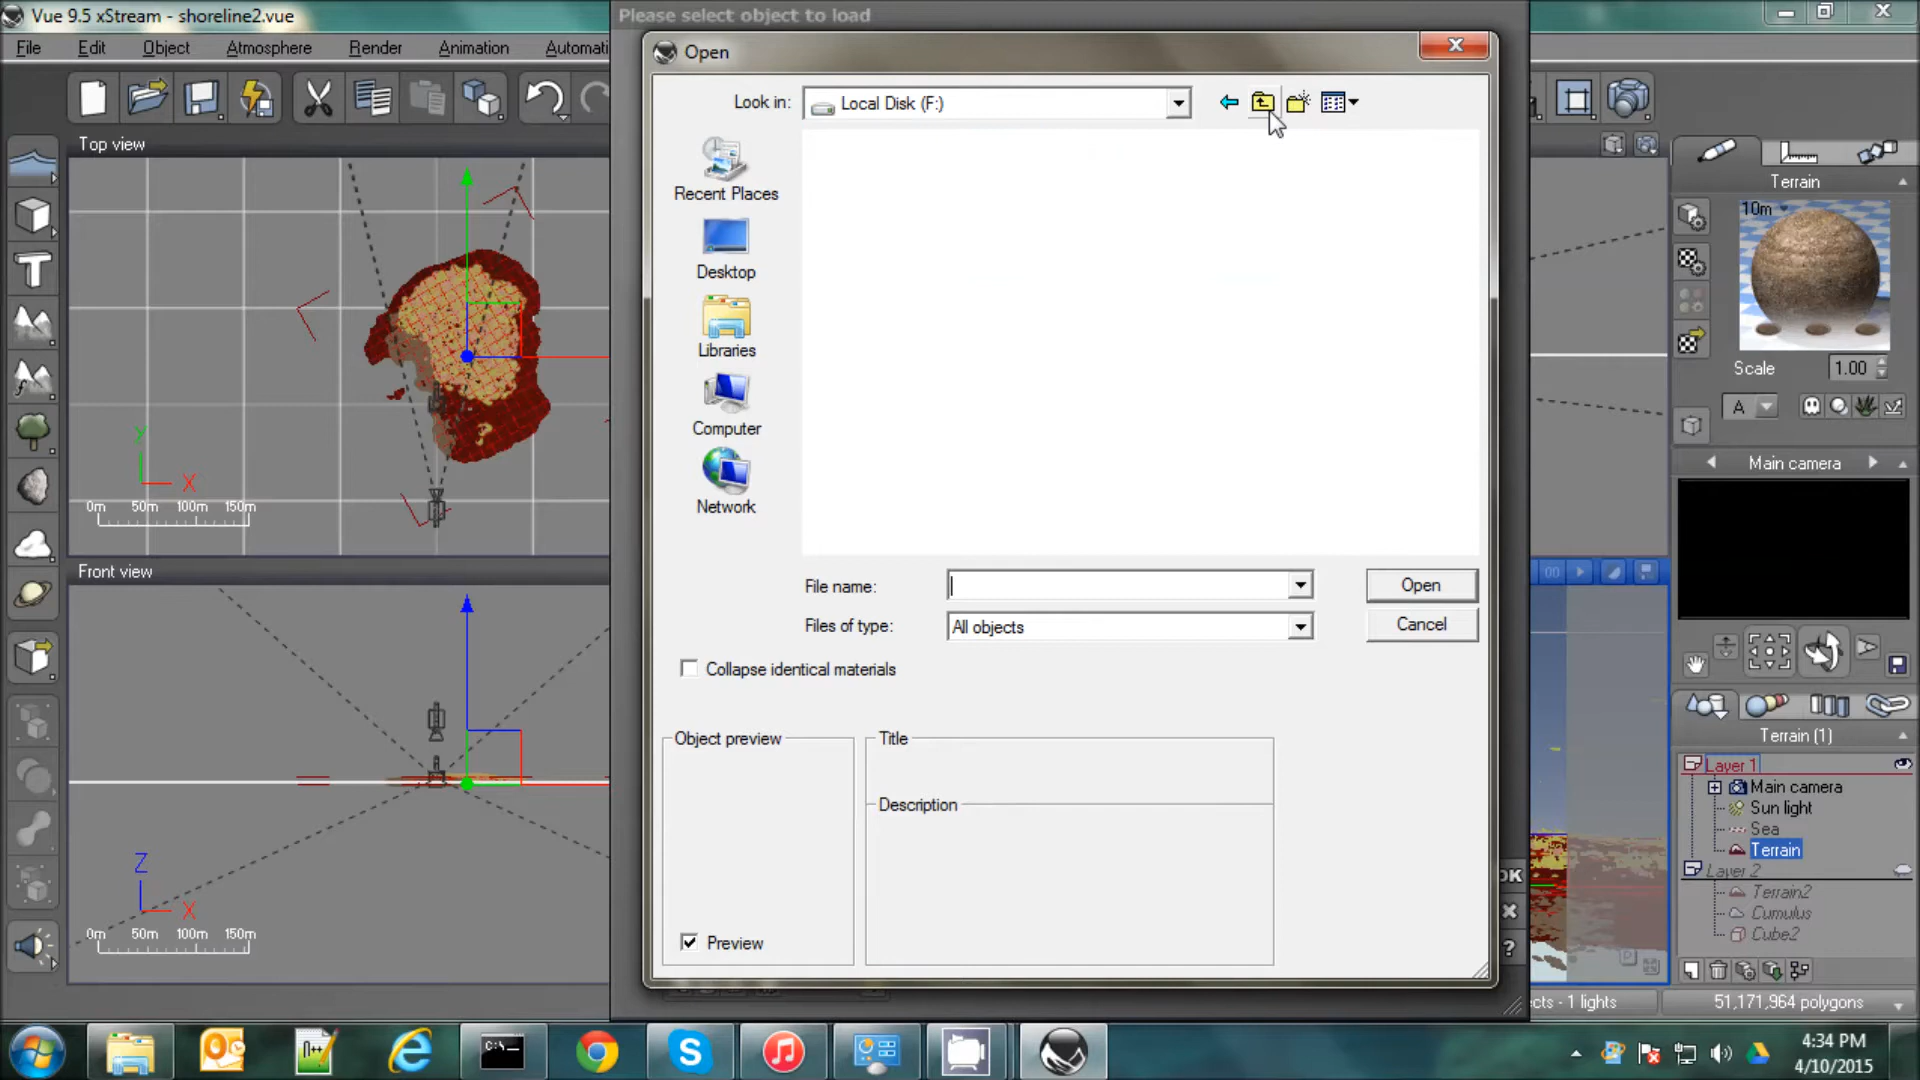 Vue 9.5 xStream - shoreline2.vue
Please select object to load
File Edit Object Atmosphere Render Animation Automati
Open
Look in: Local Disk (F:)
Recent Places
Desktop
Libraries
Computer
Network
File name:
Open
Files of type: All objects
Cancel
Collapse identical materials
Object preview
Title
Description
Preview
Top view
Y
X
0m 50m 100m 150m
Front view
Z
X
0m 50m 100m 150m
Terrain
10m
Scale 1.00
A
Main camera
00
Terrain (1)
Layer 1
Main camera
Sun light
Sea
Terrain
Layer 2
Terrain2
Cumulus
Cube2
OK
?
cts - 1 lights
51,171,964 polygons
n++
C:\.
4:34 PM
4/10/2015